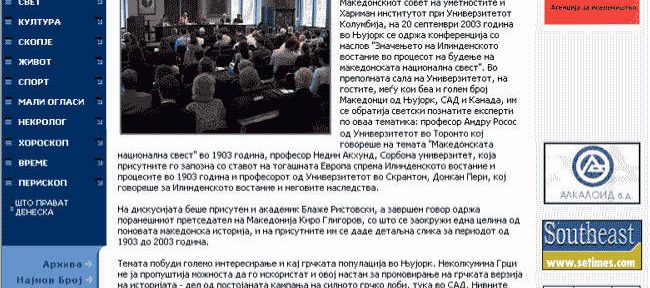 СВЕТ
КУЛТУРА
СКОПЈЕ
ЖИВОТ
СПОРТ
МАЛИ ОГЛАСИ
НЕКРОЛОГ
ХОРОСКОП
ВРЕМЕ
ПЕРИСКОП
ШТО ПРАВАТ
ДЕНЕСКА
Архива
Најнов Број
Македонскиот совет на уметностите и
Хариман институтот при Универзитетот
Колумбија, на 20 септември 2003 година
во Њујорк се одржа конференција со
наслов "Значењето на Илинденското
востание во процесот на будење на
македонската национална свест". Во
преполната сала на Универзитетот, на
гостите, меѓу кои беа и голем број
Македонци од Њујорк, САД и Канада, им
се обратија светски познатите експерти
по оваа тематика: професор Андру Росос
од Универзитетот во Торонто кој
говореше на темата "Македонската
национална свест" во 1903 година, професор Недин Акхунд, Сорбона универзитет, која
присутните го запозна со ставот на тогашната Европа спрема Илинденското востание и
процесите во 1903 година и професорот од Универзитетот во Скрантон, Донкан Пери, кој
говореше за Илинденското востание и неговите наследства.
На дискусијата беше присутен и академик Блаже Ристовски, а завршен говор одржа
поранешниот претседател на Македонија Киро Глигоров, со што се заокружи една целина од
поновата македонска историја, и на присутните им се даде детална слика за периодот од
1903 до 2003 година.
Темата побуди големо интересирање и кај грчката популација во Њујорк. Неколкумина Грци
не ја пропуштија можноста да го искористат и овој настан за промовирање на грчката верзија
на историјата - дел од постојаната кампања на силното грчко лоби, тука во САД. Нивните
Агенција за иселеништво
АЛКАЛОИД а.д.
Southeast
www.setimes.com